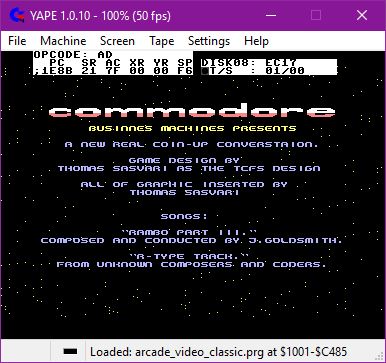 YAPE 1.0.10 - 100% (50 fps)
File Machine Screen Tape Settings Help
OPCODE: AD
PC SR AC XR YR SP DISK08: EC17
;1E8B 21 7F 00 00 F6 T/S : 01/00
commodore
BUSINNES MACHINES PRESENTS
A NEW REAL COIN-UP CONVERSTAION.
GAME DESIGN BY
THOMAS SASVARI AS THE TCFS DESIGN
ALL OF GRAPHIC INSERTED BY
THOMAS SASVARI
SONGS:
"RAMBO PART III."
COMPOSED AND CONDUCTED BY J.GOLDSMITH.
"R-TYPE TRACK."
FROM UNKNOWN COMPOSERS AND CODERS.
Loaded: arcade_video_classic.prg at $1001-$C485